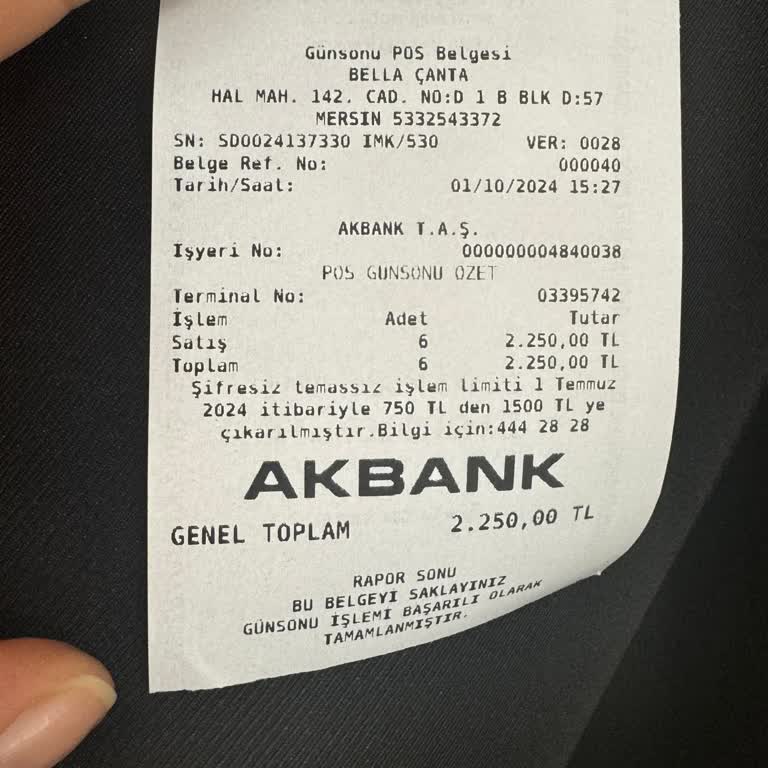 Günsonu POS Belgesi
BELLA ÇANTA
HAL MAH. 142. CAD. NO:D 1 B BLK D:57
MERSİN 5332543372
SN: SD0024137330 IMK/530 VER: 0028
Belge Ref. No: 000040
Tarih/Saat: 01/10/2024 15:27
AKBANK T.A.Ş.
İşyeri No: 000000004840038
POS GUNSONU OZET
Terminal No: 03395742
İşlem Adet Tutar
Satış 6 2.250,00 TL
Toplam 6 2.250,00 TL
Şifresiz temassız işlem limiti 1 Temmuz
2024 itibariyle 750 TL den 1500 TL ye
çıkarılmıştır.Bilgi için:444 28 28
AKBANK
GENEL TOPLAM 2.250,00 TL
RAPOR SONU
BU BELGEYİ SAKLAYINIZ
GÜNSONU İŞLEMİ BAŞARILI OLARAK
TAMAMLANMIŞTIR.